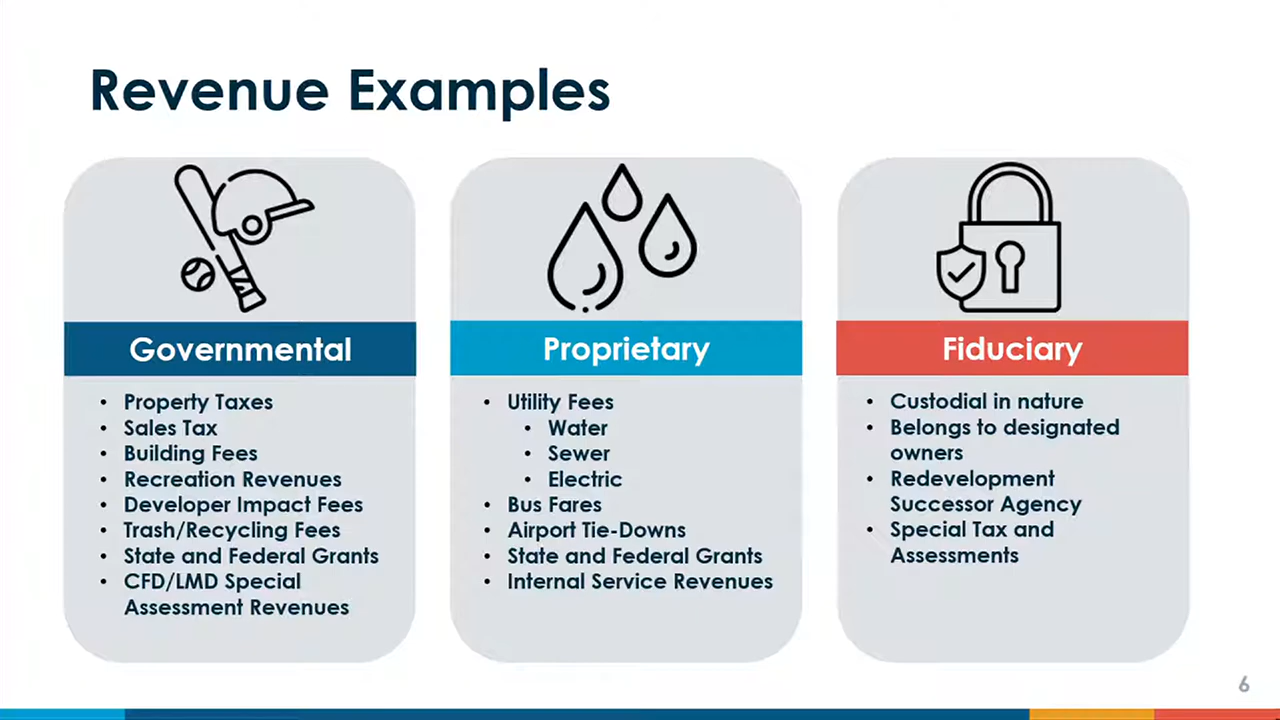 Revenue Examples
Governmental
• Property Taxes
• Sales Tax
• Building Fees
• Recreation Revenues
• Developer Impact Fees
• Trash/Recycling Fees
• State and Federal Grants
• CFD/LMD Special
Assessment Revenues
Proprietary
• Utility Fees
• Water
• Sewer
• Electric
• Bus Fares
• Airport Tie-Downs
• State and Federal Grants
• Internal Service Revenues
Fiduciary
• Custodial in nature
• Belongs to designated
owners
• Redevelopment
Successor Agency
• Special Tax and
Assessments
6